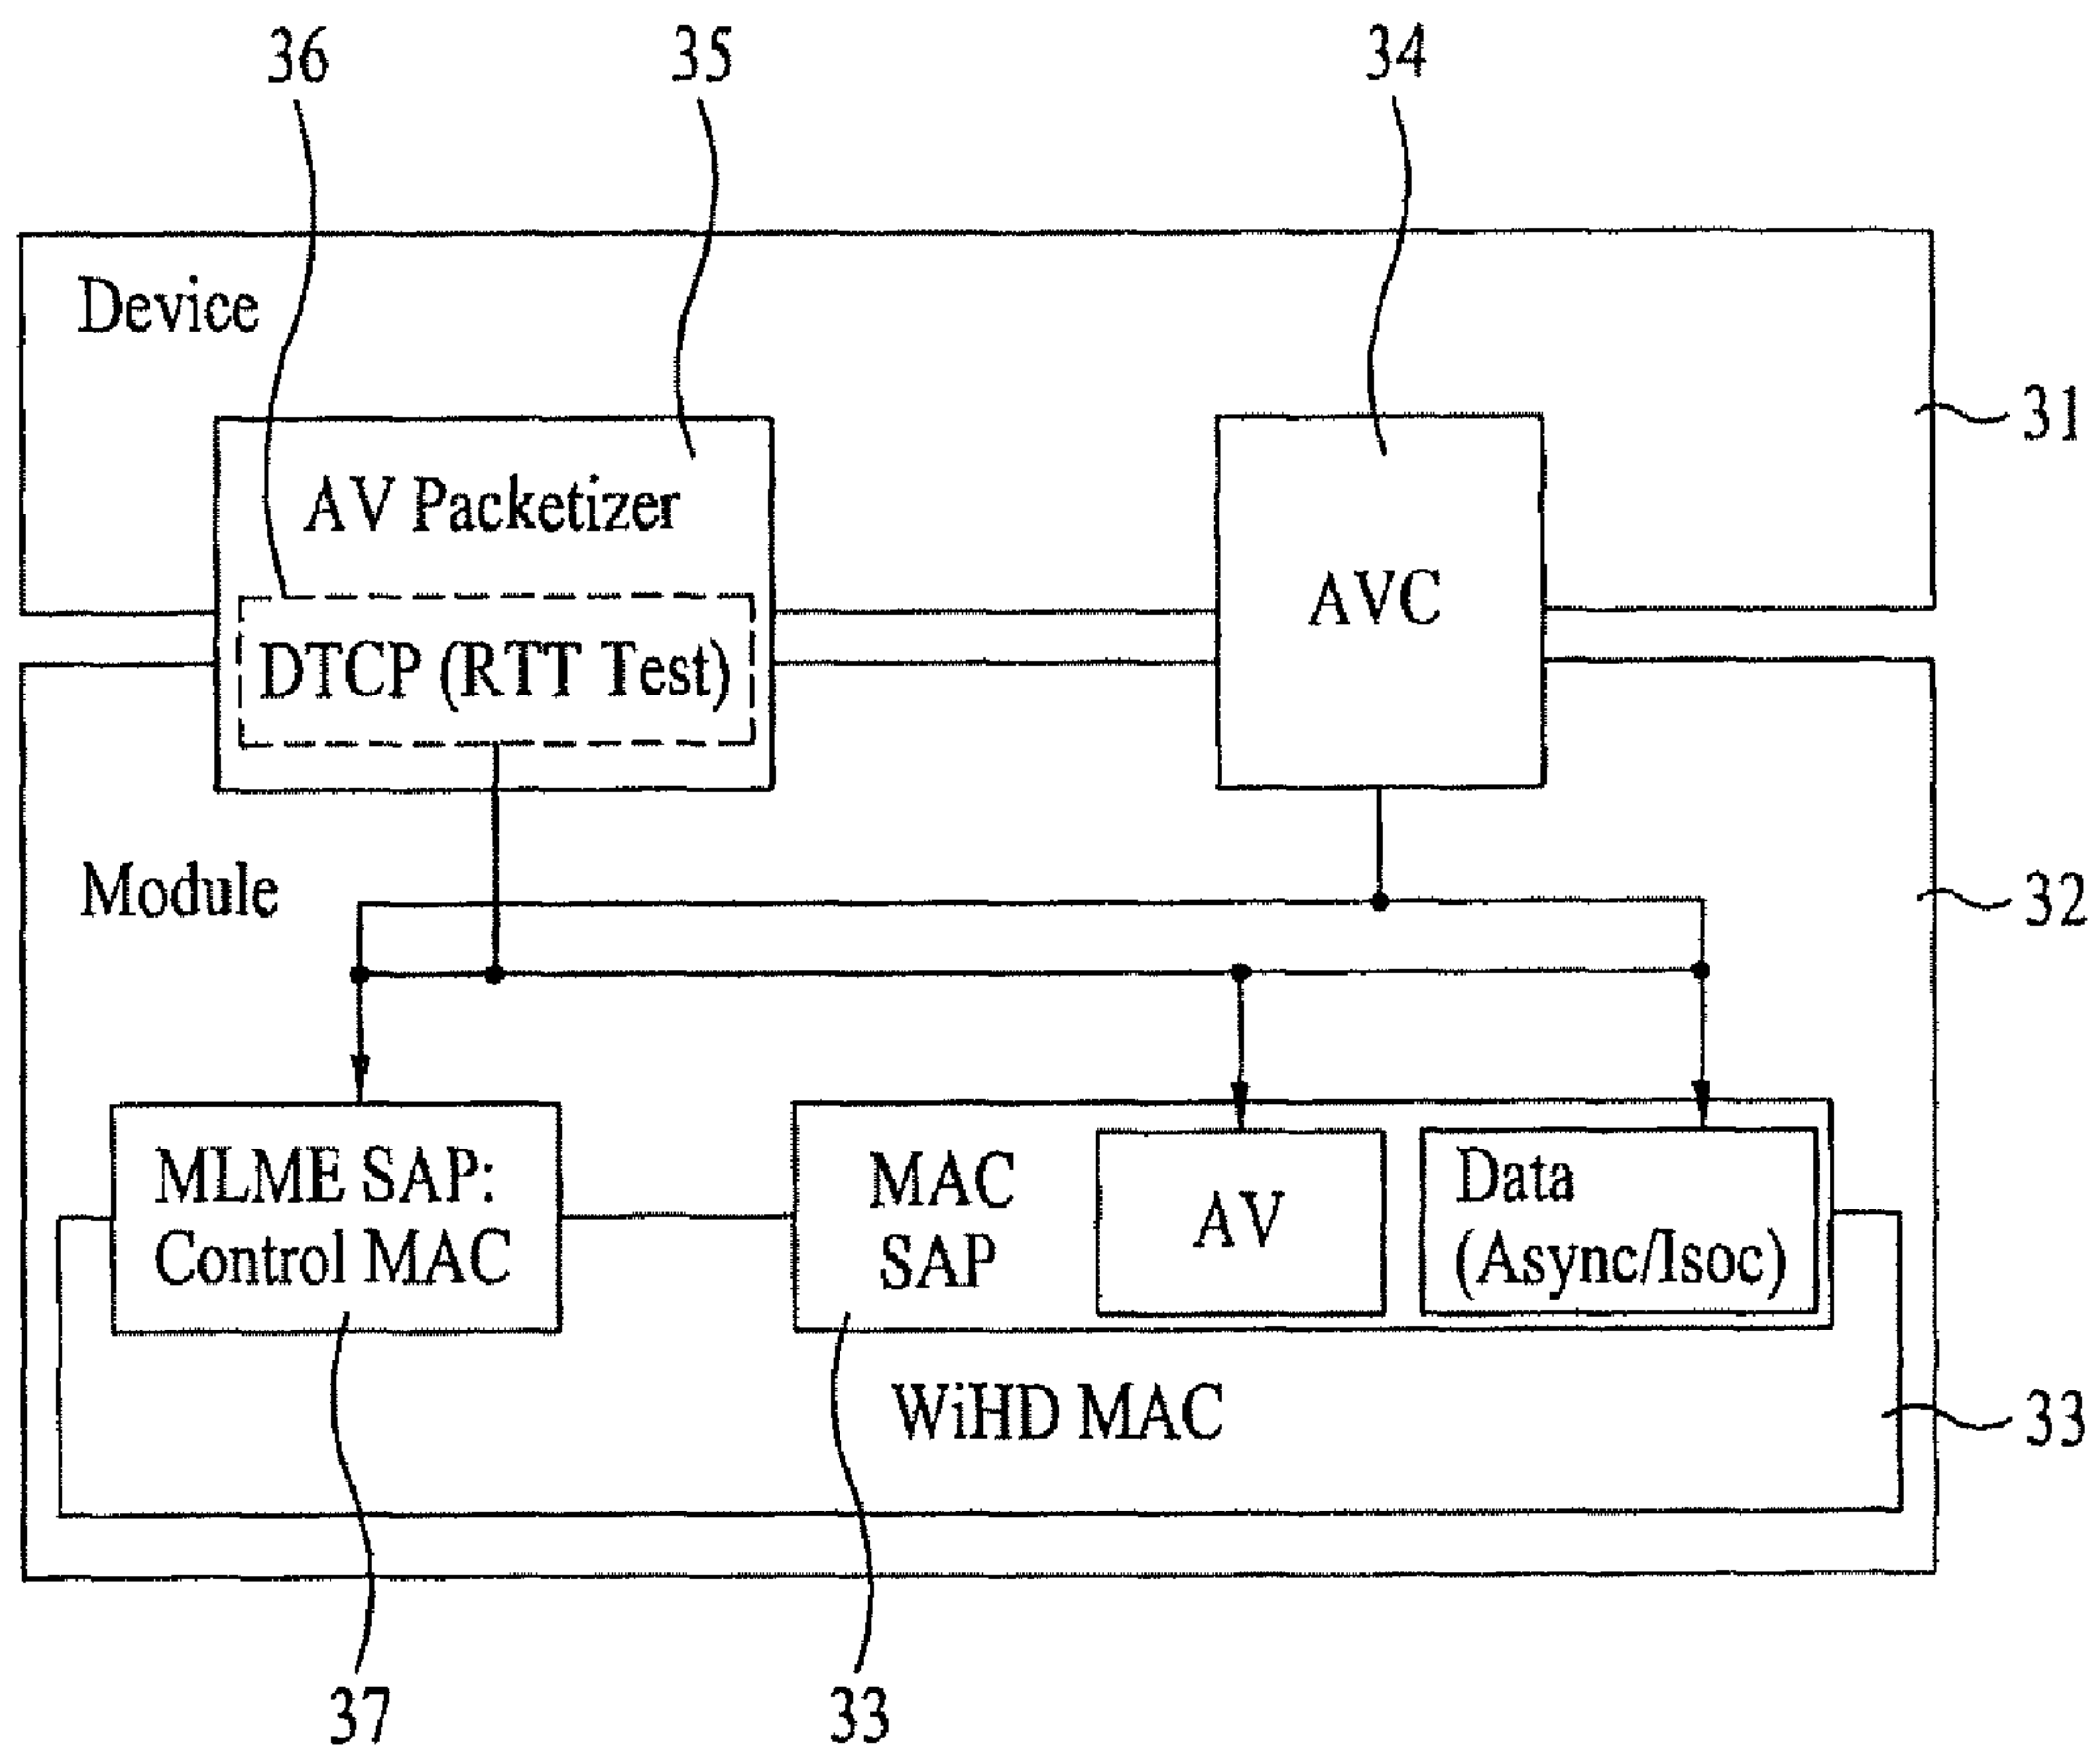 36
35
34
Device
31
AV Packetizer
AVC
DTCP (RTT Test)
Module
32
MLME SAP:
Control MAC
MAC
SAP
AV
Data
(Async/Isoc)
WiHD MAC
33
37
33